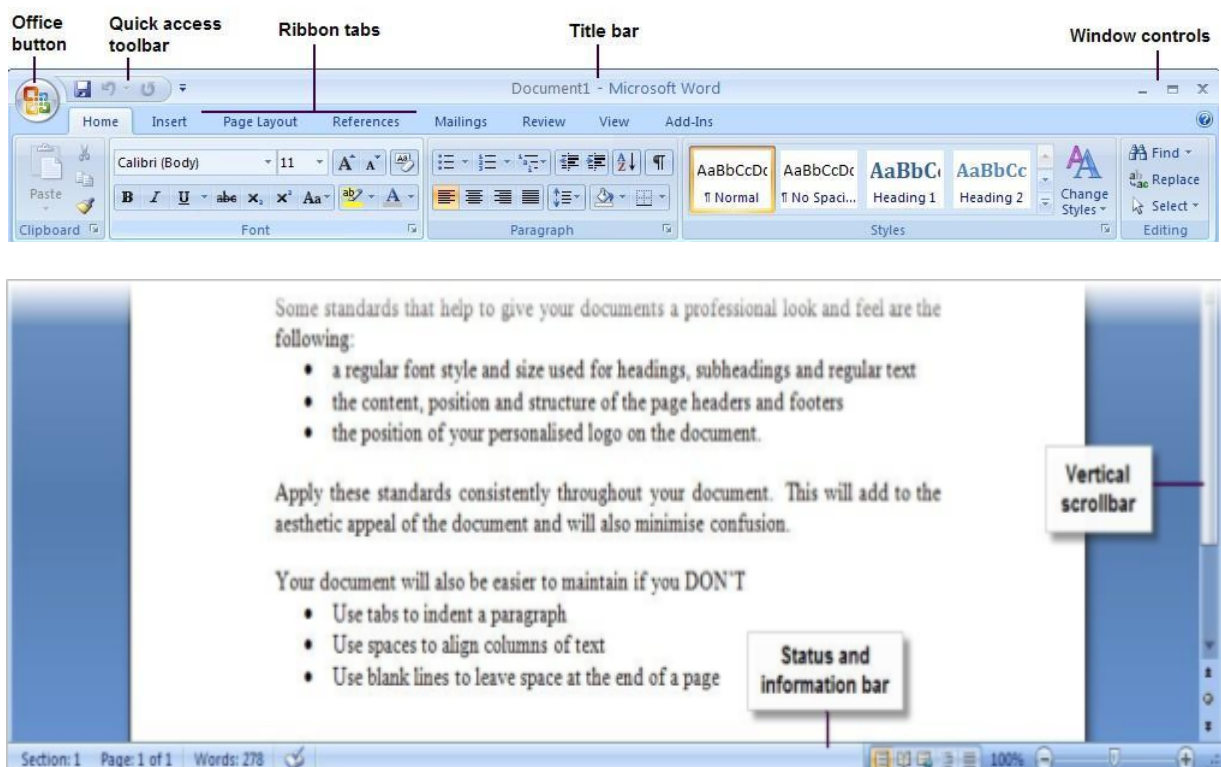 Office button
Quick access toolbar
Ribbon tabs
Title bar
Window controls
Document1 - Microsoft Word
Home Insert Page Layout References Mailings Review View Add-Ins
Calibri (Body) 11 A A Aa
AaBbCcDc AaBbCcDc AaBbC AaBbCc
Paste
B I U abc x₂ x² Aa ab A
¶ Normal ¶ No Spaci... Heading 1 Heading 2
Change Styles
Find
Replace
Select
Clipboard Font Paragraph Styles Editing
Some standards that help to give your documents a professional look and feel are the
following:
• a regular font style and size used for headings, subheadings and regular text
• the content, position and structure of the page headers and footers
• the position of your personalised logo on the document.
Vertical
scrollbar
Apply these standards consistently throughout your document. This will add to the
aesthetic appeal of the document and will also minimise confusion.
Your document will also be easier to maintain if you DON'T
• Use tabs to indent a paragraph
• Use spaces to align columns of text
• Use blank lines to leave space at the end of a page
Status and
information bar
Section: 1 Page: 1 of 1 Words: 278 100%